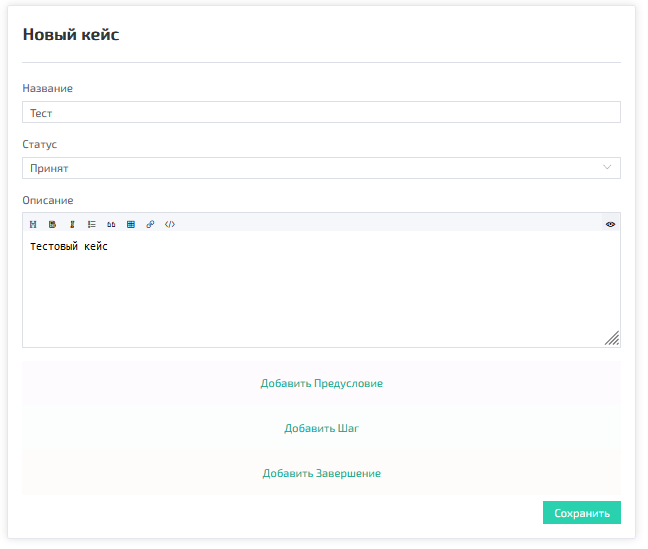 Новый кейс
Название
Тест
Статус
Принят
Описание
Тестовый кейс
Добавить Предусловие
Добавить Шаг
Добавить Завершение
Сохранить